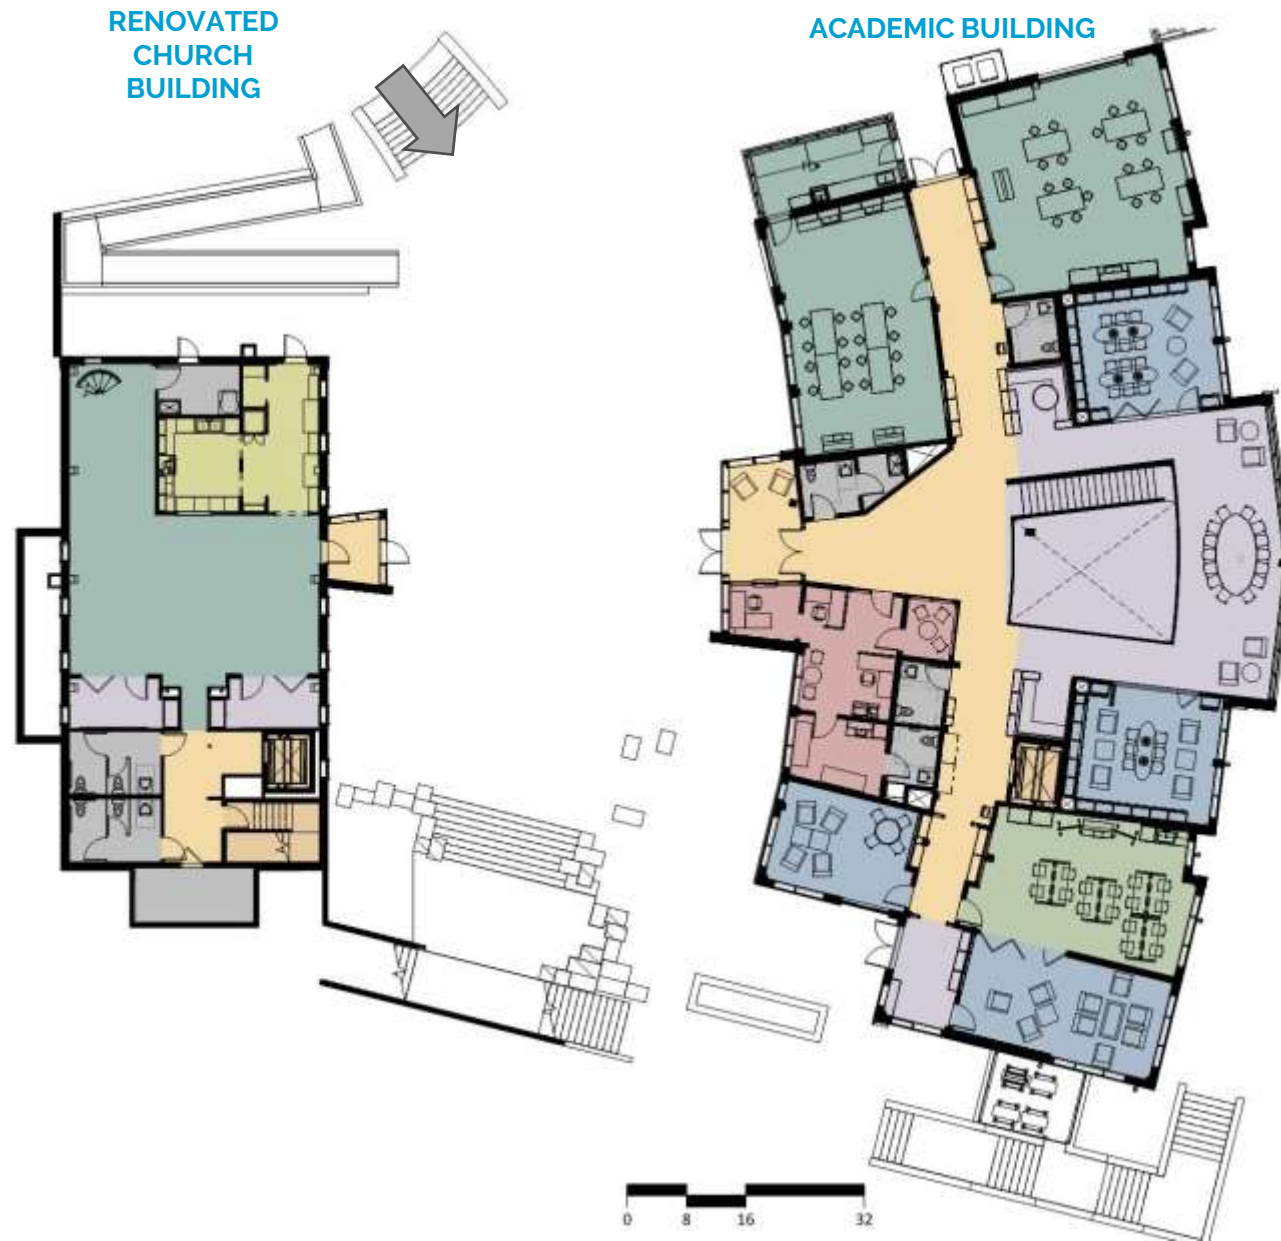 RENOVATED
CHURCH
BUILDING
ACADEMIC BUILDING
0 8 16 32